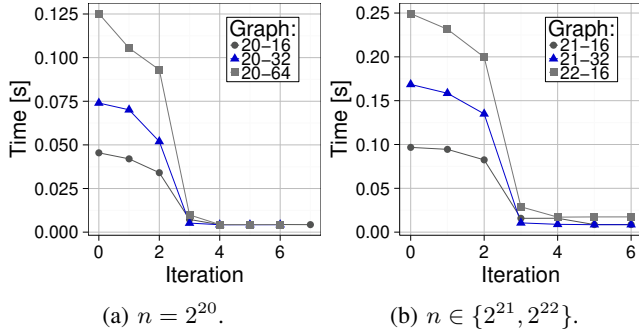 Time [s]
0.125
0.100
0.075
0.050
0.025
0.000
0 2 4 6
Iteration
Graph:
20−16
20−32
20−64
(a) n = 2^20.
Time [s]
0.25
0.20
0.15
0.10
0.05
0.00
0 2 4 6
Iteration
Graph:
21−16
21−32
22−16
(b) n ∈ {2^21, 2^22}.